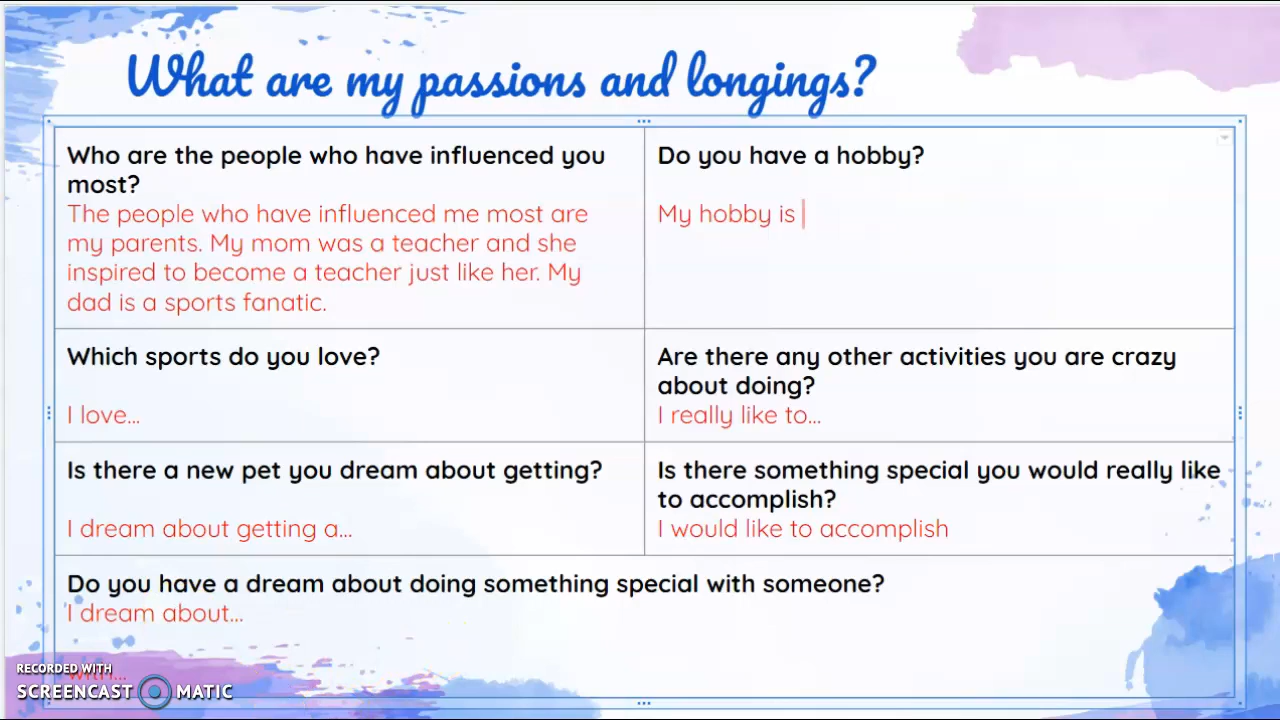 What are my passions and longings?
Who are the people who have influenced you
most?
The people who have influenced me most are
my parents. My mom was a teacher and she
inspired to become a teacher just like her. My
dad is a sports fanatic.
Do you have a hobby?
My hobby is
Which sports do you love?
I love...
Are there any other activities you are crazy
about doing?
I really like to...
Is there a new pet you dream about getting?
I dream about getting a...
Is there something special you would really like
to accomplish?
I would like to accomplish
Do you have a dream about doing something special with someone?
I dream about...
with...
RECORDED WITH
SCREENCAST MATIC